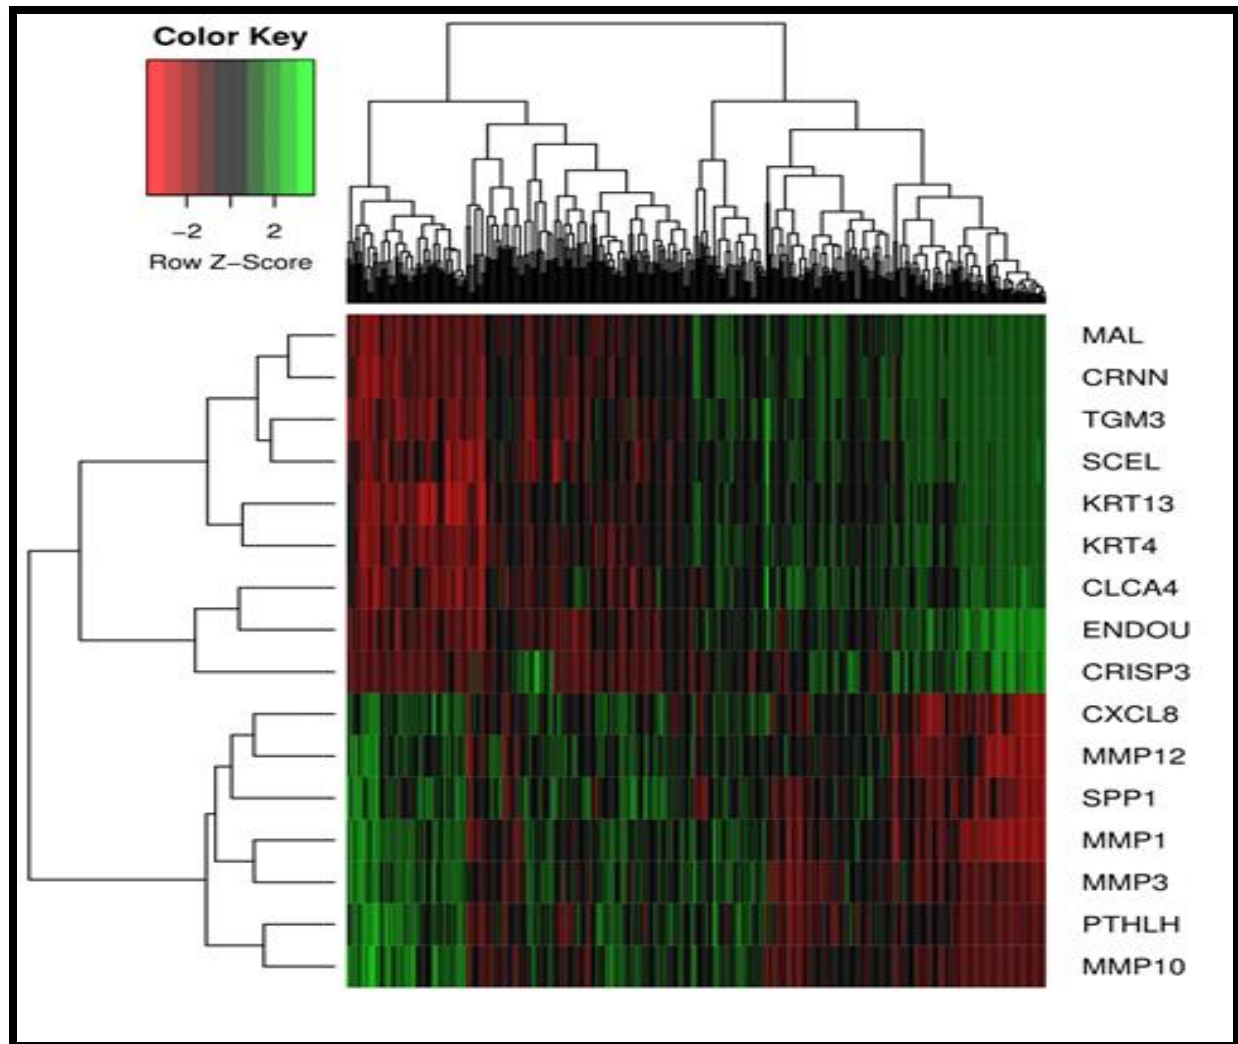 Color Key
−2 2
Row Z−Score
MAL
CRNN
TGM3
SCEL
KRT13
KRT4
CLCA4
ENDOU
CRISP3
CXCL8
MMP12
SPP1
MMP1
MMP3
PTHLH
MMP10